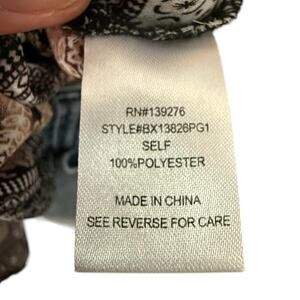 RN#139276
STYLE#BX13826PG1
SELF
100%POLYESTER
MADE IN CHINA
SEE REVERSE FOR CARE